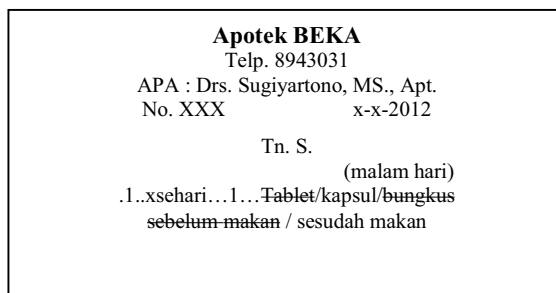 Apotek BEKA
Telp. 8943031
APA : Drs. Sugiyartono, MS., Apt.
No. XXX x-x-2012
Tn. S.
(malam hari)
.1..xsehari…1…Tablet/kapsul/bungkus
sebelum makan / sesudah makan